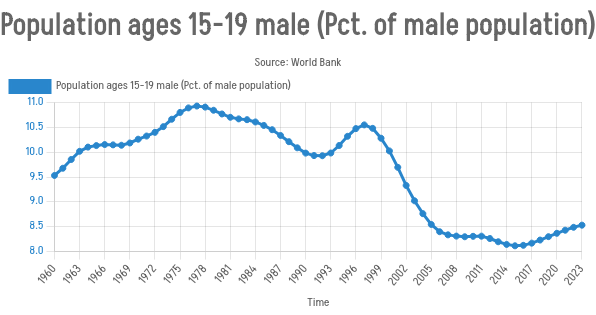 Population ages 15-19 male (Pct. of male population)
Source: World Bank
Population ages 15-19 male (Pct. of male population)
11.0
10.5
10.0
9.5
9.0
8.5
8.0
1960 1963 1966 1969 1972 1975 1978 1981 1984 1987 1990 1993 1996 1999 2002 2005 2008 2011 2014 2017 2020 2023
Time